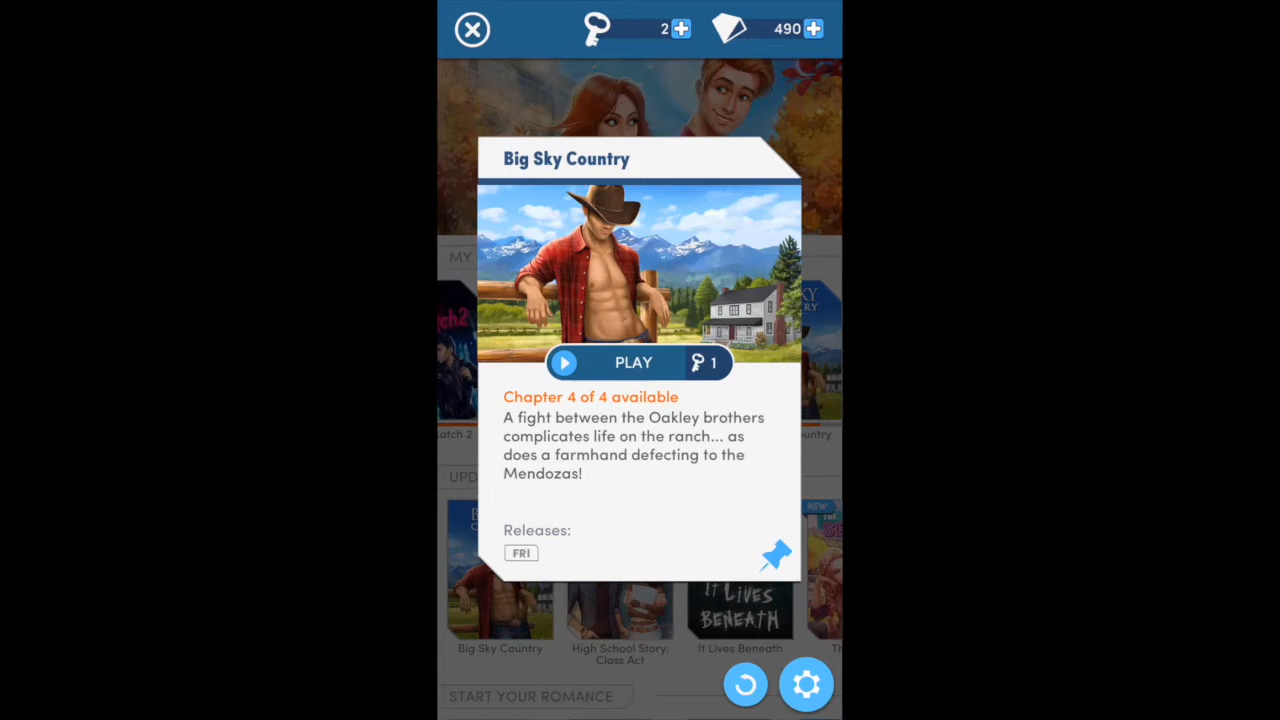 2
490
Big Sky Country
PLAY 1
Chapter 4 of 4 available
A fight between the Oakley brothers
complicates life on the ranch... as
does a farmhand defecting to the
Mendozas!
Releases:
FRI
MY
UPD
NEW
IT LIVES
BENEATH
Big Sky Country
High School Story:
Class Act
It Lives Beneath
START YOUR ROMANCE